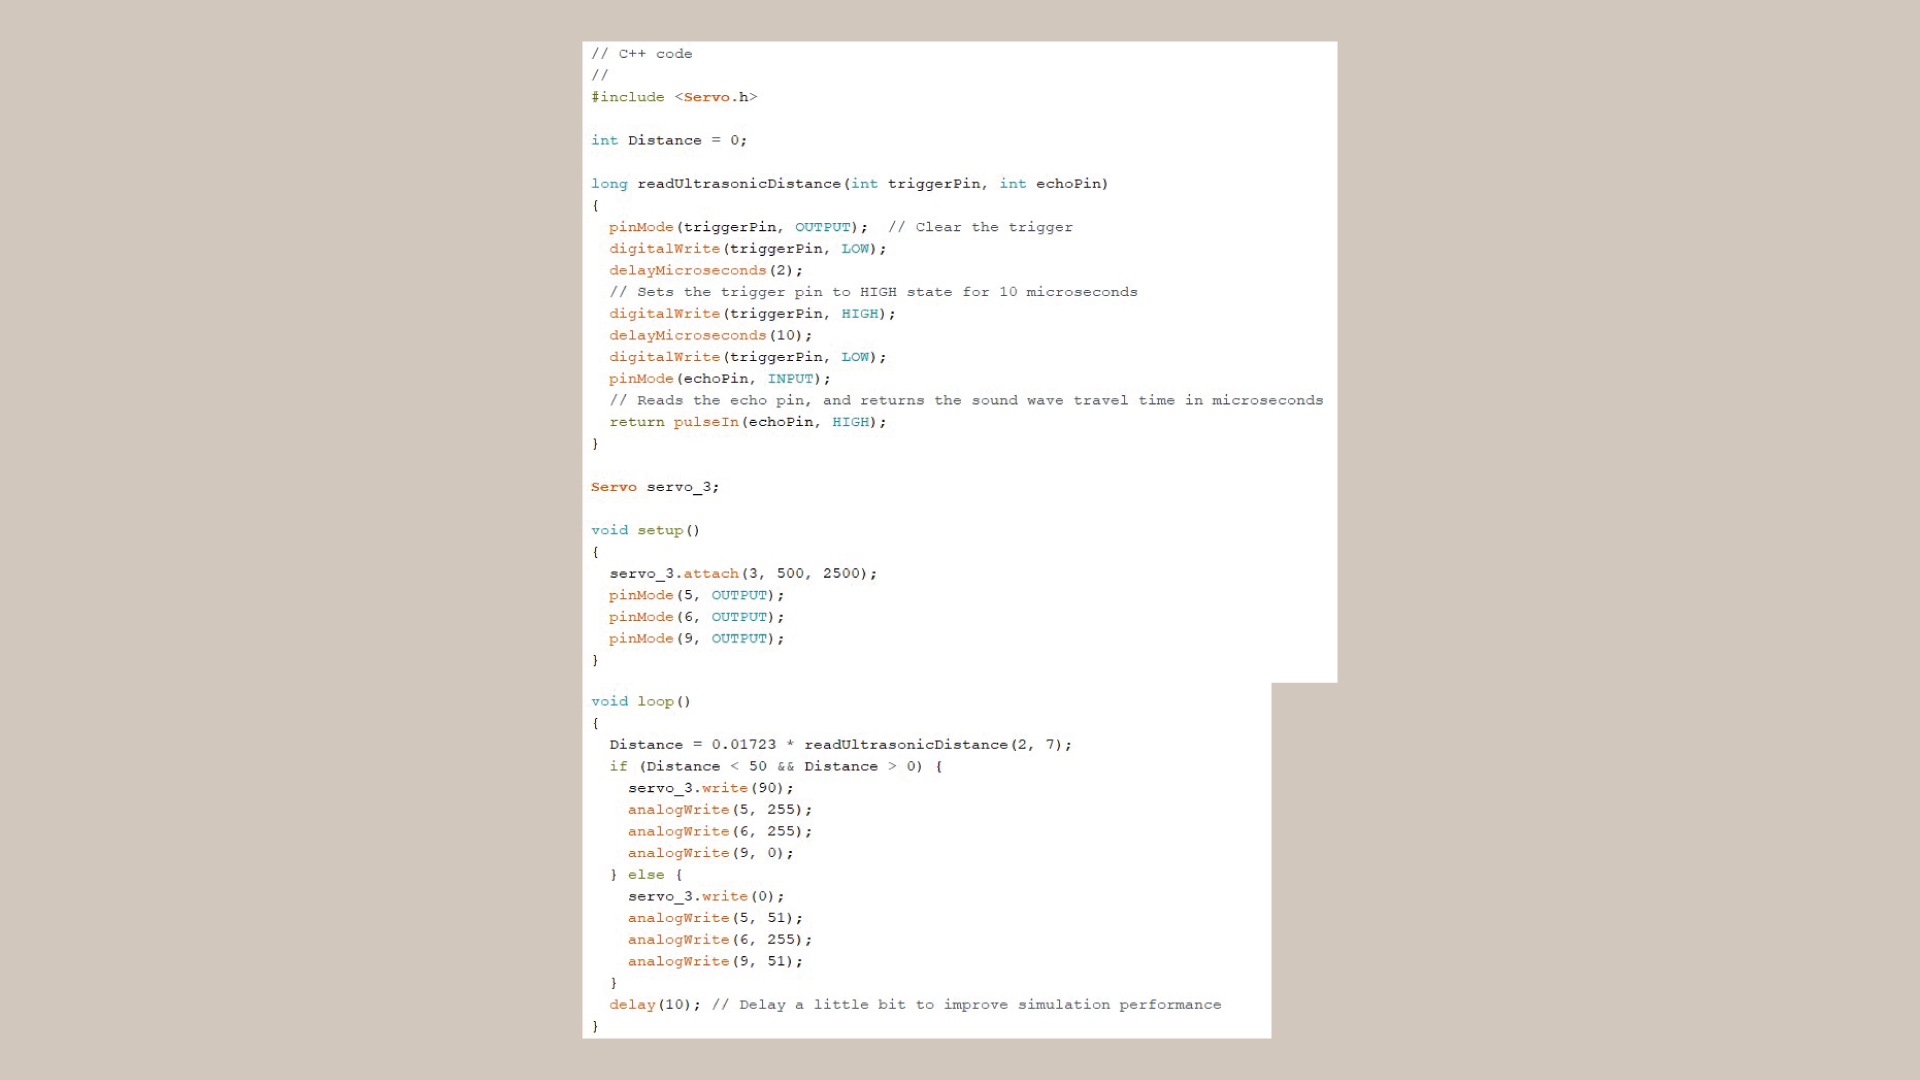 // C++ code
//
#include <Servo.h>
int Distance = 0;
long readUltrasonicDistance(int triggerPin, int echoPin)
{
pinMode(triggerPin, OUTPUT);  // Clear the trigger
digitalWrite(triggerPin, LOW);
delayMicroseconds(2);
// Sets the trigger pin to HIGH state for 10 microseconds
digitalWrite(triggerPin, HIGH);
delayMicroseconds(10);
digitalWrite(triggerPin, LOW);
pinMode(echoPin, INPUT);
// Reads the echo pin, and returns the sound wave travel time in microseconds
return pulseIn(echoPin, HIGH);
}
Servo servo_3;
void setup()
{
servo_3.attach(3, 500, 2500);
pinMode(5, OUTPUT);
pinMode(6, OUTPUT);
pinMode(9, OUTPUT);
}
void loop()
{
Distance = 0.01723 * readUltrasonicDistance(2, 7);
if (Distance < 50 && Distance > 0) {
servo_3.write(90);
analogWrite(5, 255);
analogWrite(6, 255);
analogWrite(9, 0);
} else {
servo_3.write(0);
analogWrite(5, 51);
analogWrite(6, 255);
analogWrite(9, 51);
}
delay(10); // Delay a little bit to improve simulation performance
}